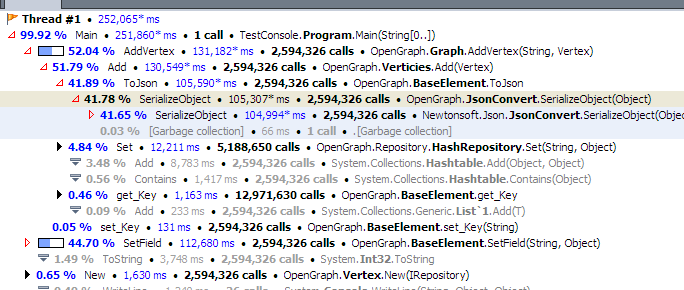 Thread #1 • 252,065* ms
99.92 % Main • 251,860* ms • 1 call • TestConsole.Program.Main(String[0..])
52.04 % AddVertex • 131,182* ms • 2,594,326 calls • OpenGraph.Graph.AddVertex(String, Vertex)
51.79 % Add • 130,549* ms • 2,594,326 calls • OpenGraph.Verticies.Add(Vertex)
41.89 % ToJson • 105,590* ms • 2,594,326 calls • OpenGraph.BaseElement.ToJson
41.78 % SerializeObject • 105,307* ms • 2,594,326 calls • OpenGraph.JsonConvert.SerializeObject(Object)
41.65 % SerializeObject • 104,994* ms • 2,594,326 calls • Newtonsoft.Json.JsonConvert.SerializeObject(Obje
0.03 % [Garbage collection] • 66 ms • 1 call • .[Garbage collection]
4.84 % Set • 12,211 ms • 5,188,650 calls • OpenGraph.Repository.HashRepository.Set(String, Object)
3.48 % Add • 8,783 ms • 2,594,326 calls • System.Collections.Hashtable.Add(Object, Object)
0.56 % Contains • 1,417 ms • 2,594,326 calls • System.Collections.Hashtable.Contains(Object)
0.46 % get_Key • 1,163 ms • 12,971,630 calls • OpenGraph.BaseElement.get_Key
0.09 % Add • 233 ms • 2,594,326 calls • System.Collections.Generic.List`1.Add(T)
0.05 % set_Key • 131 ms • 2,594,326 calls • OpenGraph.BaseElement.set_Key(String)
44.70 % SetField • 112,680 ms • 2,594,326 calls • OpenGraph.BaseElement.SetField(String, Object)
1.49 % ToString • 3,748 ms • 2,594,326 calls • System.Int32.ToString
0.65 % New • 1,630 ms • 2,594,326 calls • OpenGraph.Vertex.New(IRepository)